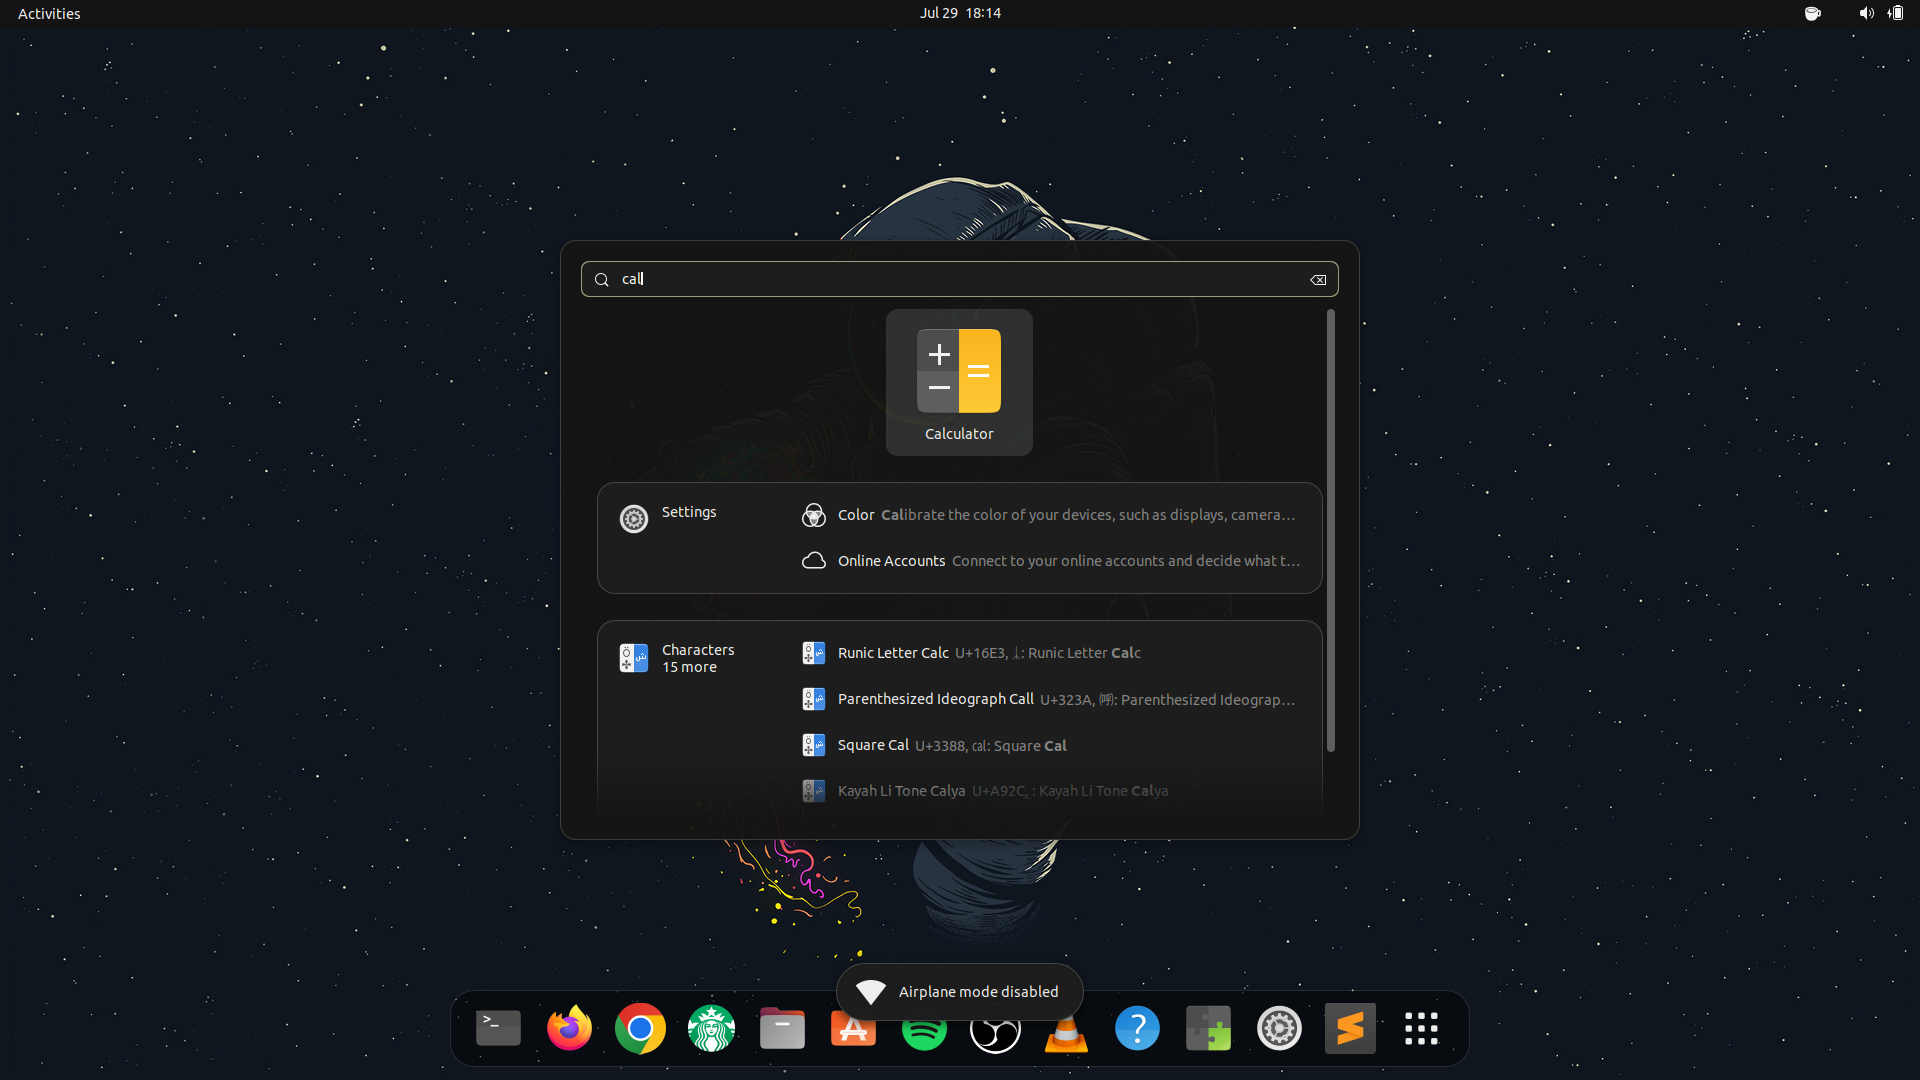 Activities
Jul 29 18:14
cal
Calculator
Settings
Color Calibrate the color of your devices, such as displays, camera…
Online Accounts Connect to your online accounts and decide what t…
Characters
15 more
Runic Letter Calc U+16E3, ᛣ: Runic Letter Calc
Parenthesized Ideograph Call U+323A, ㈺: Parenthesized Ideograp…
Square Cal U+3388, ㎈: Square Cal
Kayah Li Tone Calya U+A92C, ꤬: Kayah Li Tone Calya
Airplane mode disabled